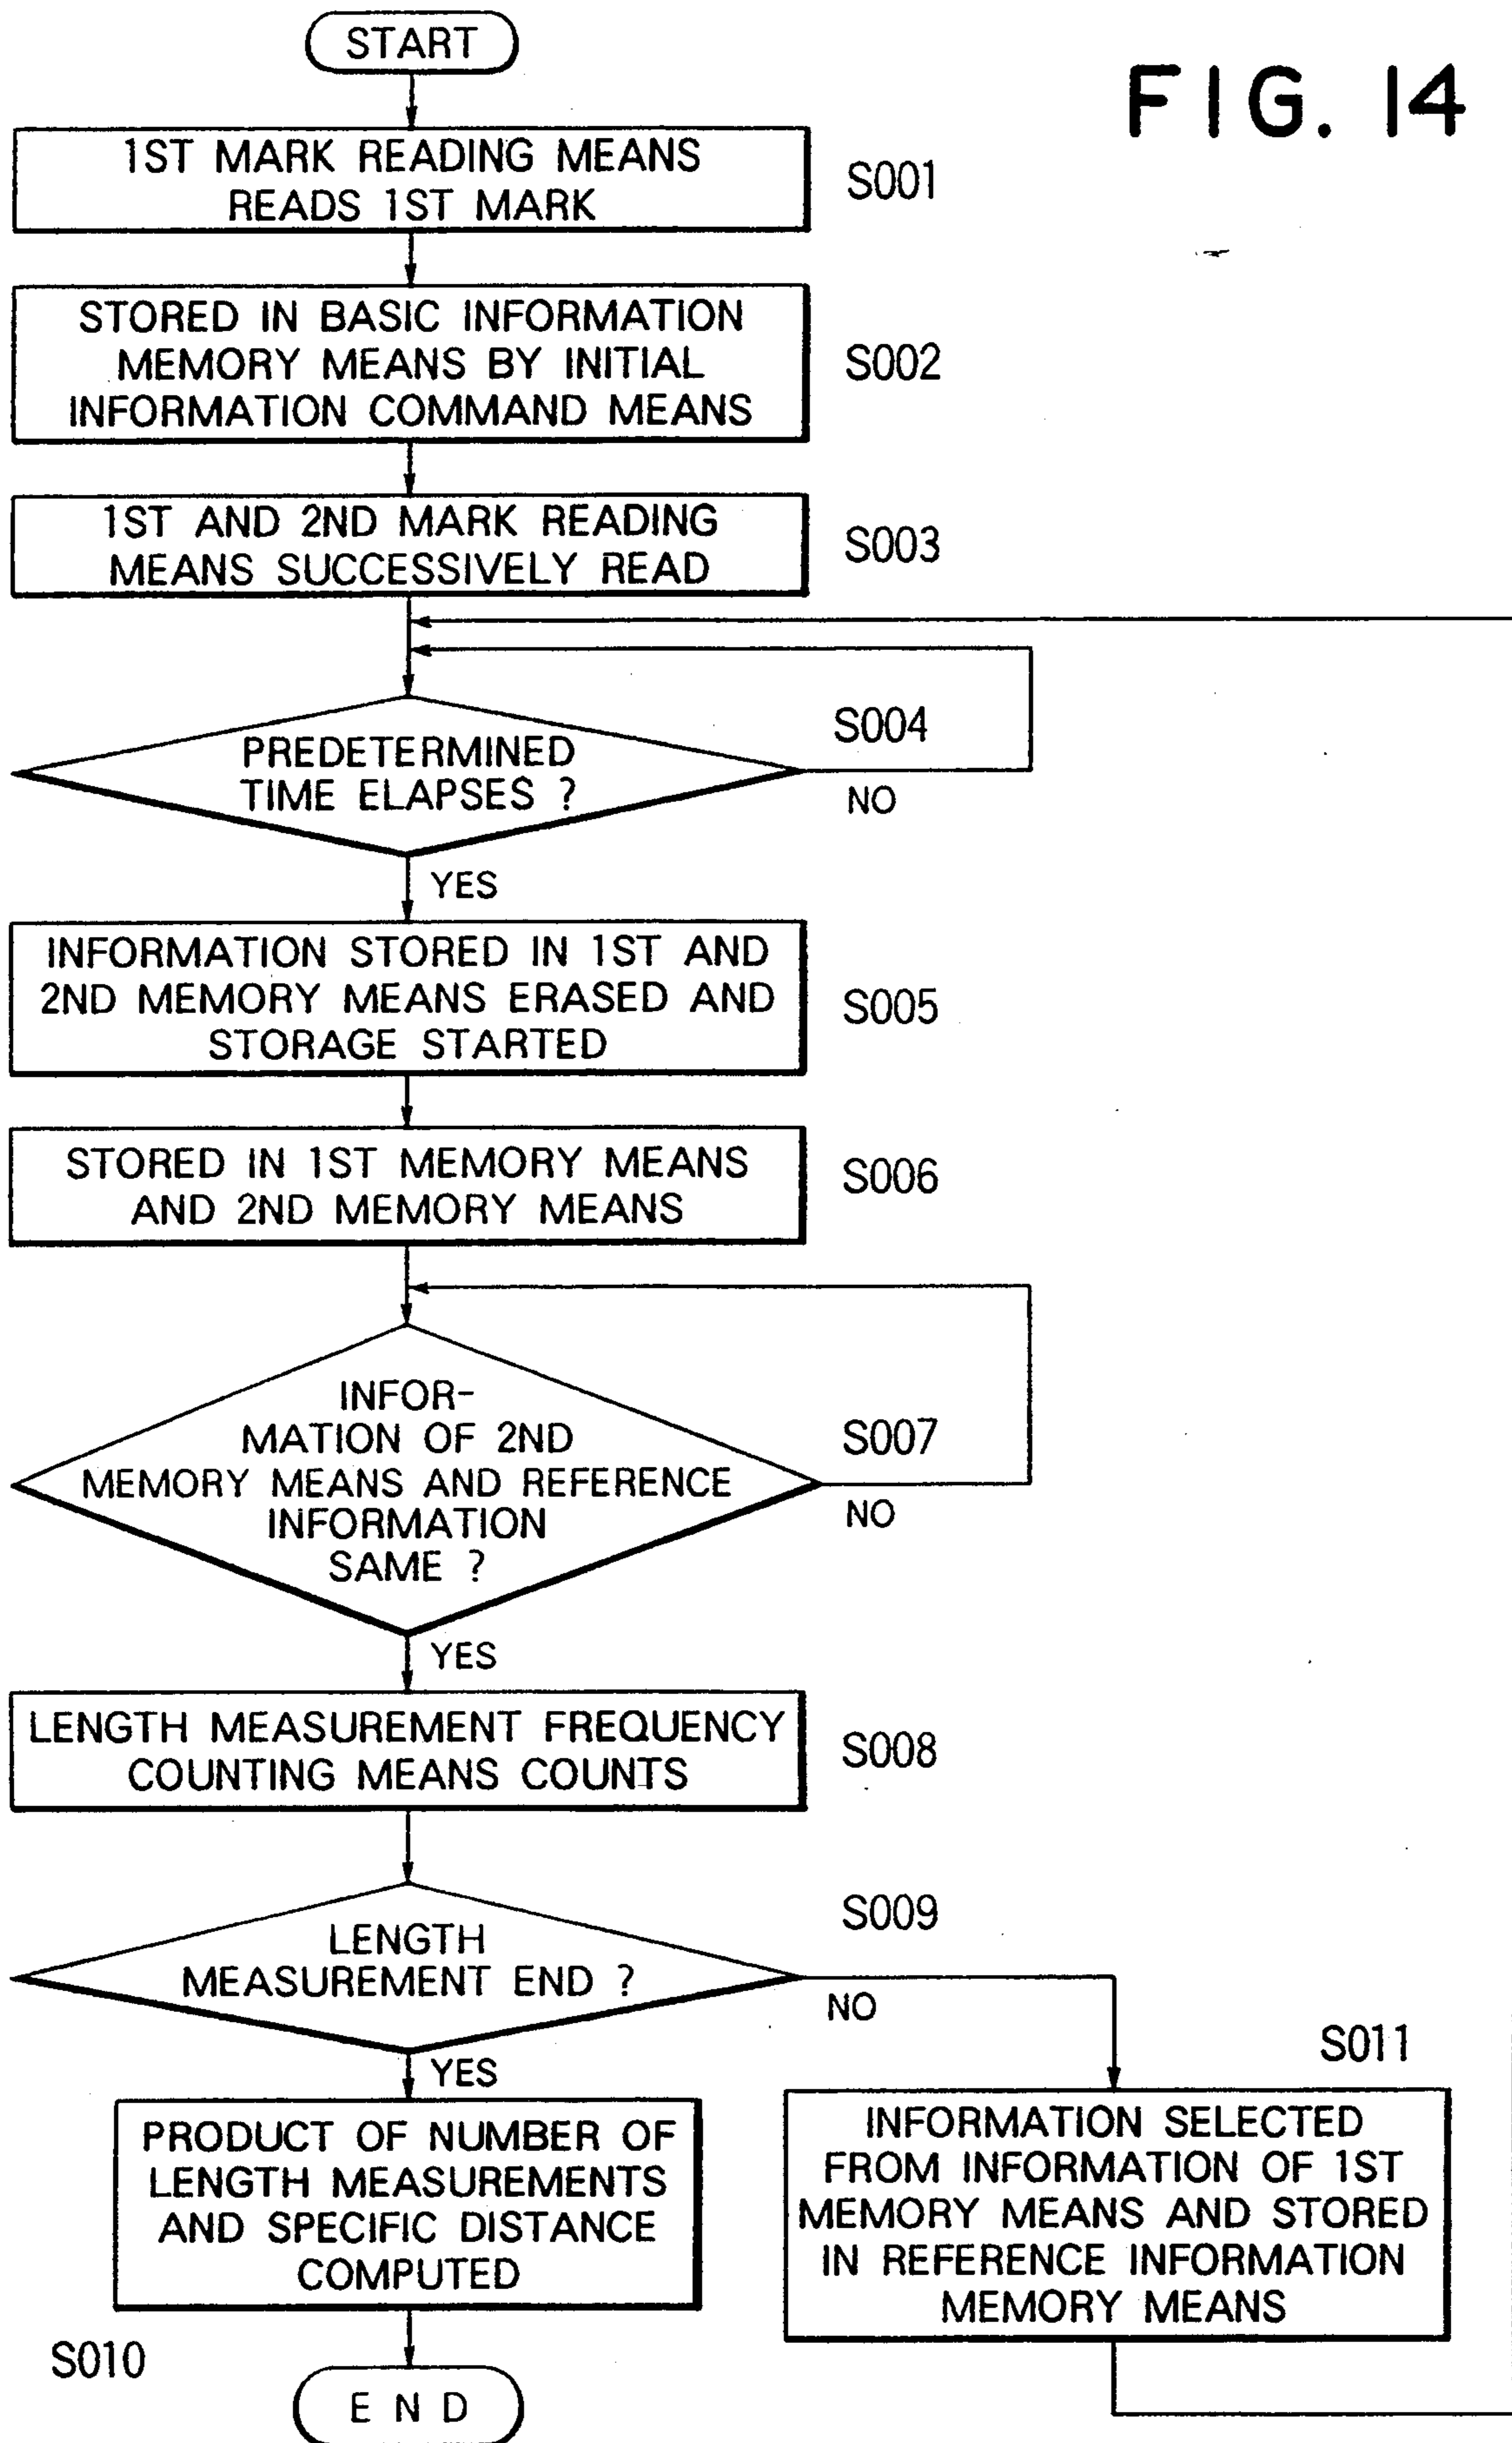 START
FIG. 14
1ST MARK READING MEANS
READS 1ST MARK
S001
STORED IN BASIC INFORMATION
MEMORY MEANS BY INITIAL
INFORMATION COMMAND MEANS
S002
1ST AND 2ND MARK READING
MEANS SUCCESSIVELY READ
S003
PREDETERMINED
TIME ELAPSES ?
S004
NO
YES
INFORMATION STORED IN 1ST AND
2ND MEMORY MEANS ERASED AND
STORAGE STARTED
S005
STORED IN 1ST MEMORY MEANS
AND 2ND MEMORY MEANS
S006
INFOR-
MATION OF 2ND
MEMORY MEANS AND REFERENCE
INFORMATION
SAME ?
S007
NO
YES
LENGTH MEASUREMENT FREQUENCY
COUNTING MEANS COUNTS
S008
LENGTH
MEASUREMENT END ?
S009
NO
YES
PRODUCT OF NUMBER OF
LENGTH MEASUREMENTS
AND SPECIFIC DISTANCE
COMPUTED
S010
S011
INFORMATION SELECTED
FROM INFORMATION OF 1ST
MEMORY MEANS AND STORED
IN REFERENCE INFORMATION
MEMORY MEANS
END